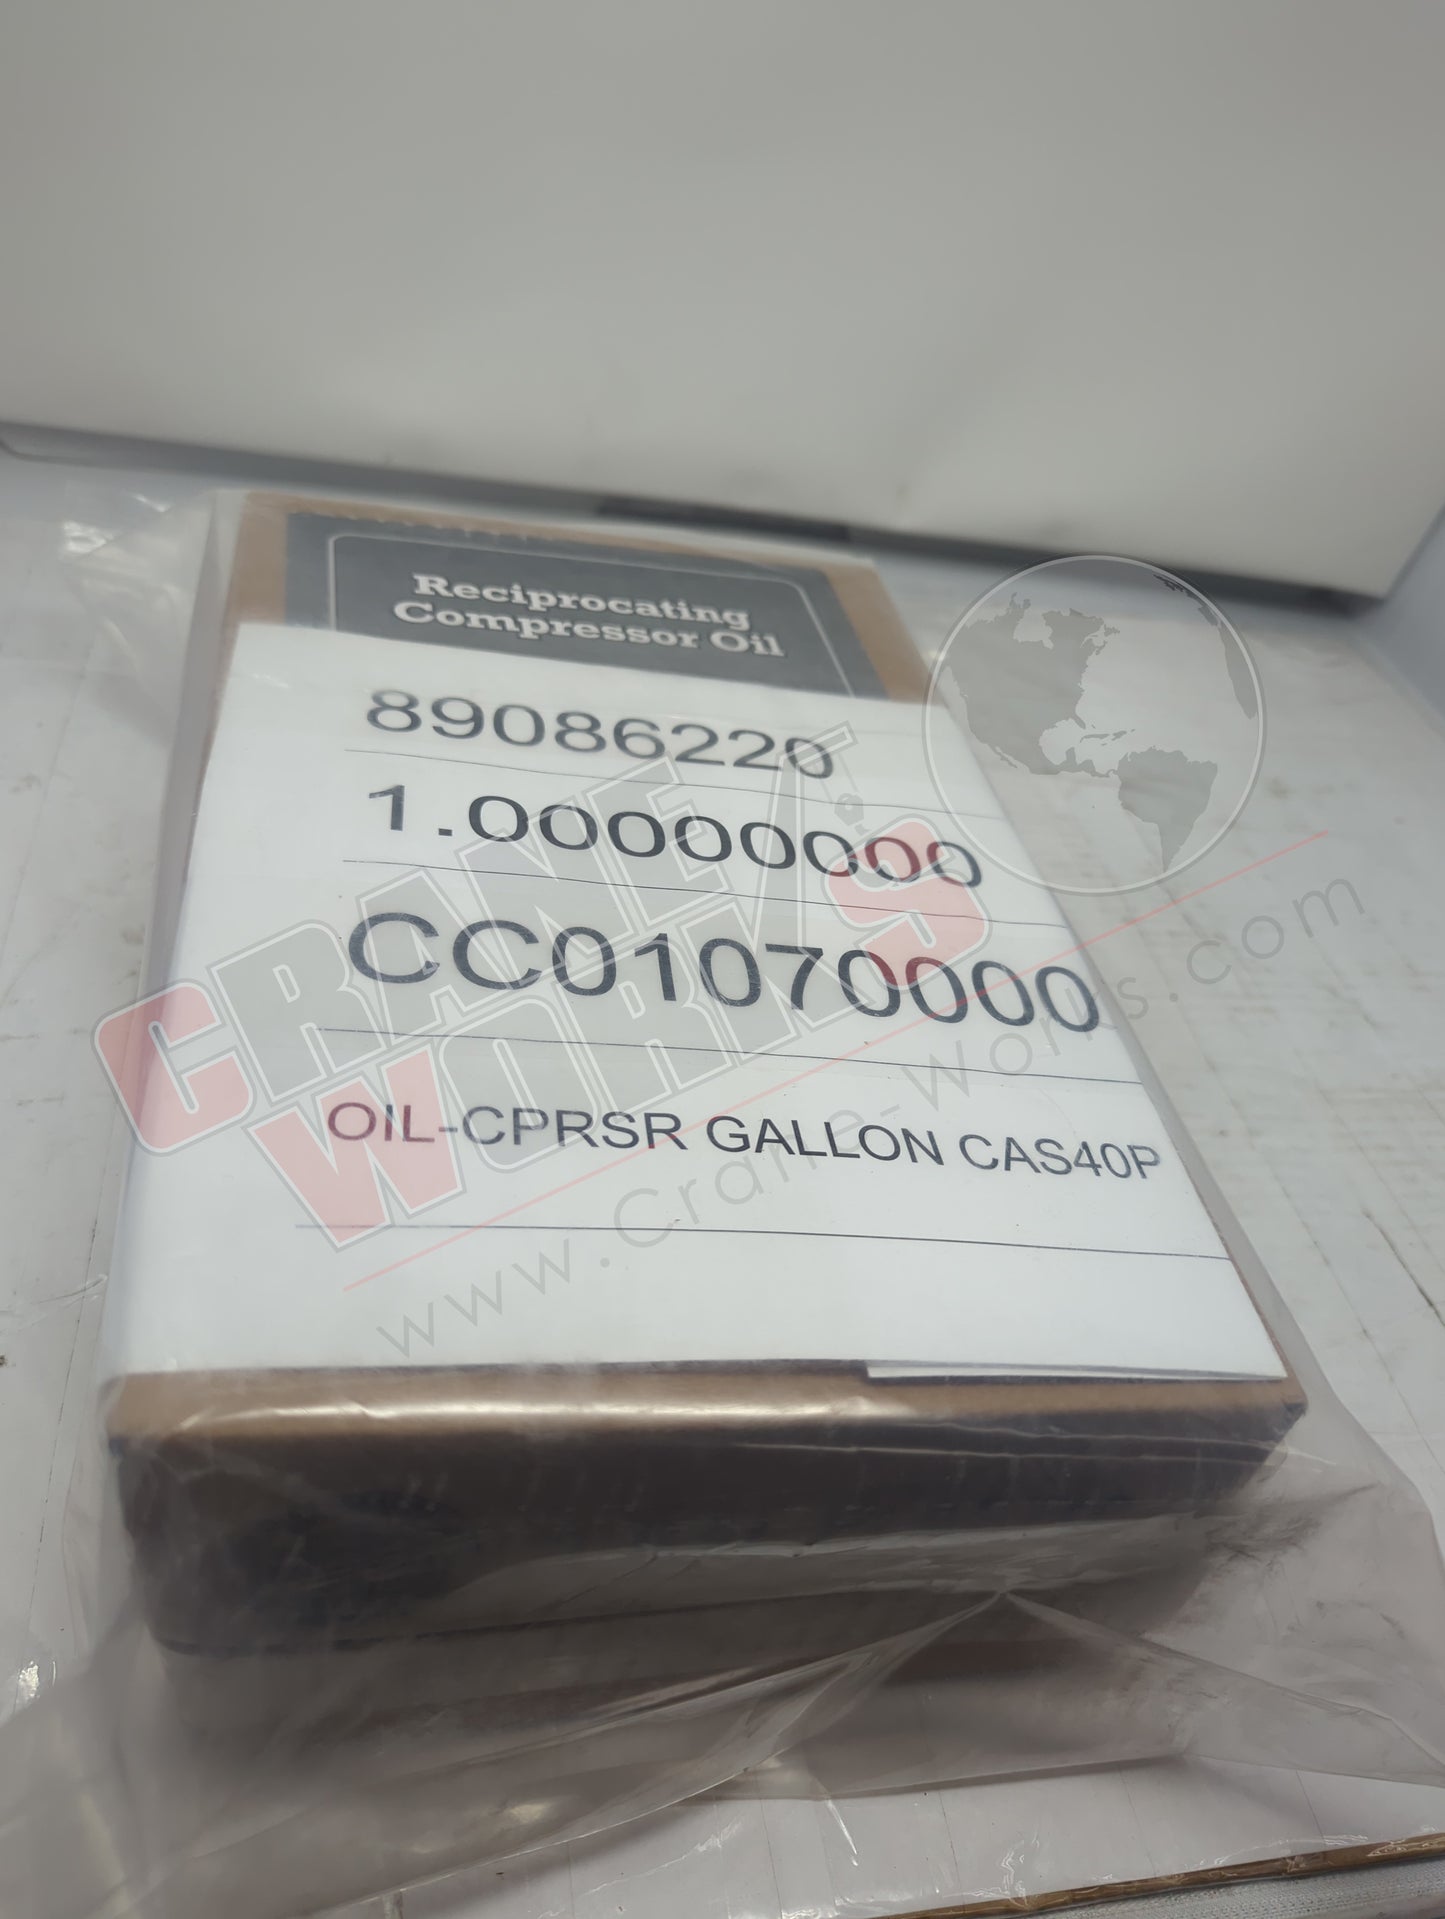 Reciprocating
Compressor Oil
89086220
1.00000000
CC01070000
OIL-CPRSR GALLON CAS40P
CRANE
WORKS
www.Crane-Works.com